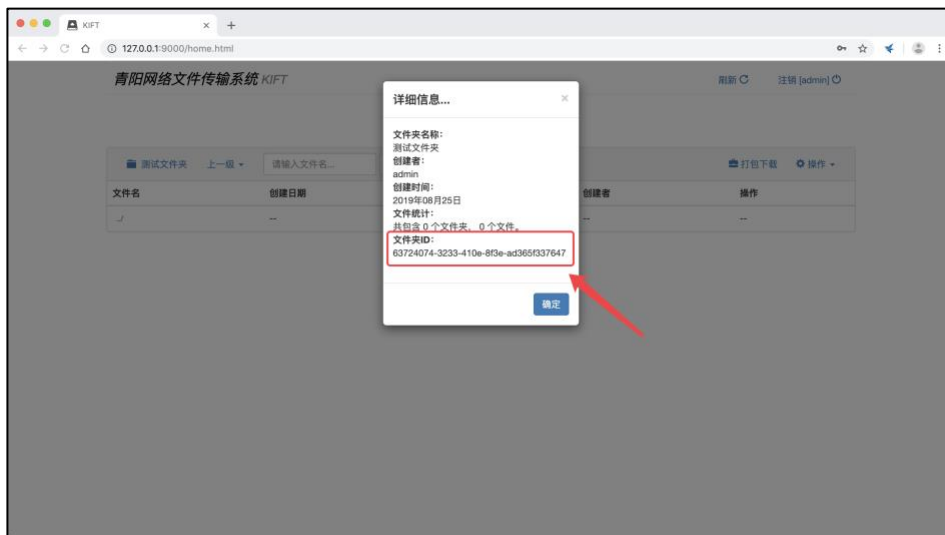 KIFT
127.0.0.1:9000/home.html
青阳网络文件传输系统 KIFT
刷新
注销 [admin]
测试文件夹
上一级
请输入文件名...
打包下载
操作
文件名
创建日期
创建者
操作
../
--
--
--
详细信息...
×
文件夹名称：
测试文件夹
创建者：
admin
创建时间：
2019年08月25日
文件统计：
共包含 0 个文件夹、 0 个文件。
文件夹ID：
63724074-3233-410e-8f3e-ad365f337647
确定